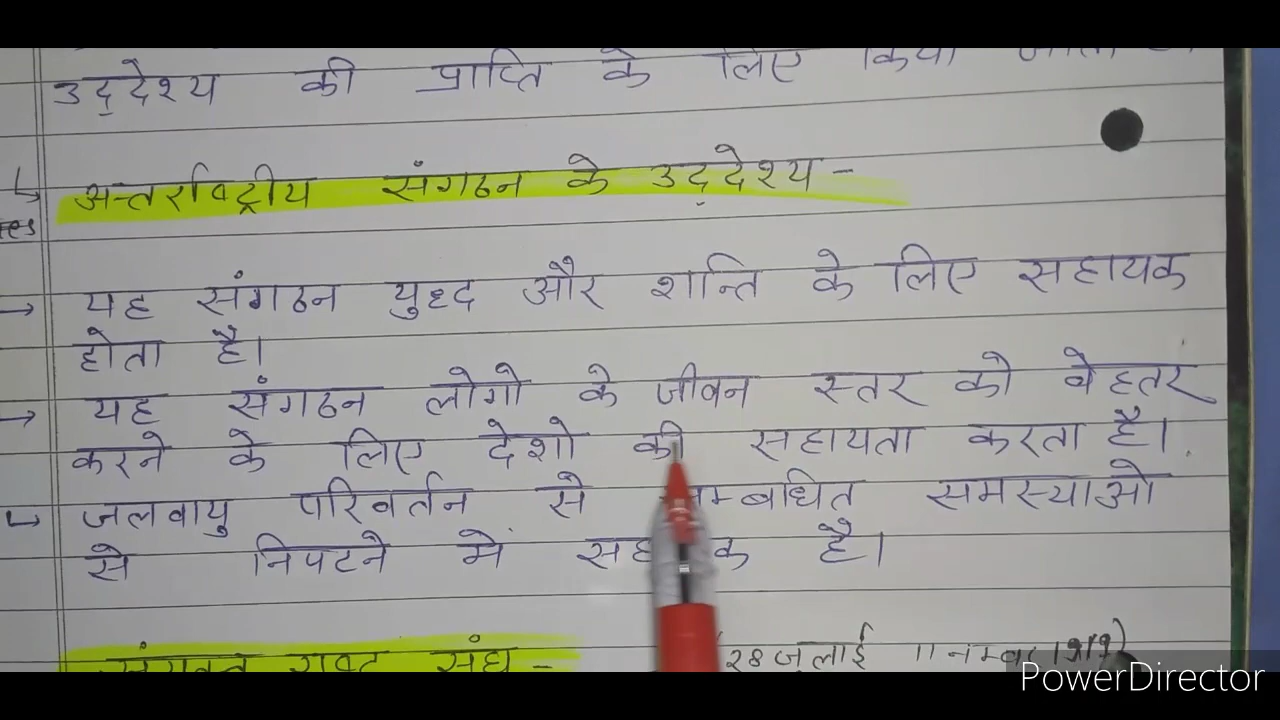 उद्देश्य की प्राप्ति के लिए किया जाता
अन्तर्राष्ट्रीय संगठन के उद्देश्य -
→ यह संगठन युद्ध और शान्ति के लिए सहायक
होता है।
→ यह संगठन लोगो के जीवन स्तर को वेहतर
करने के लिए देशो की सहायता करता है।
↳ जलवायु परिवर्तन से सम्बधित समस्याओ
से निपटने में सहायक है।
संयुक्त राष्ट्र संघ - (28 जुलाई
PowerDirector